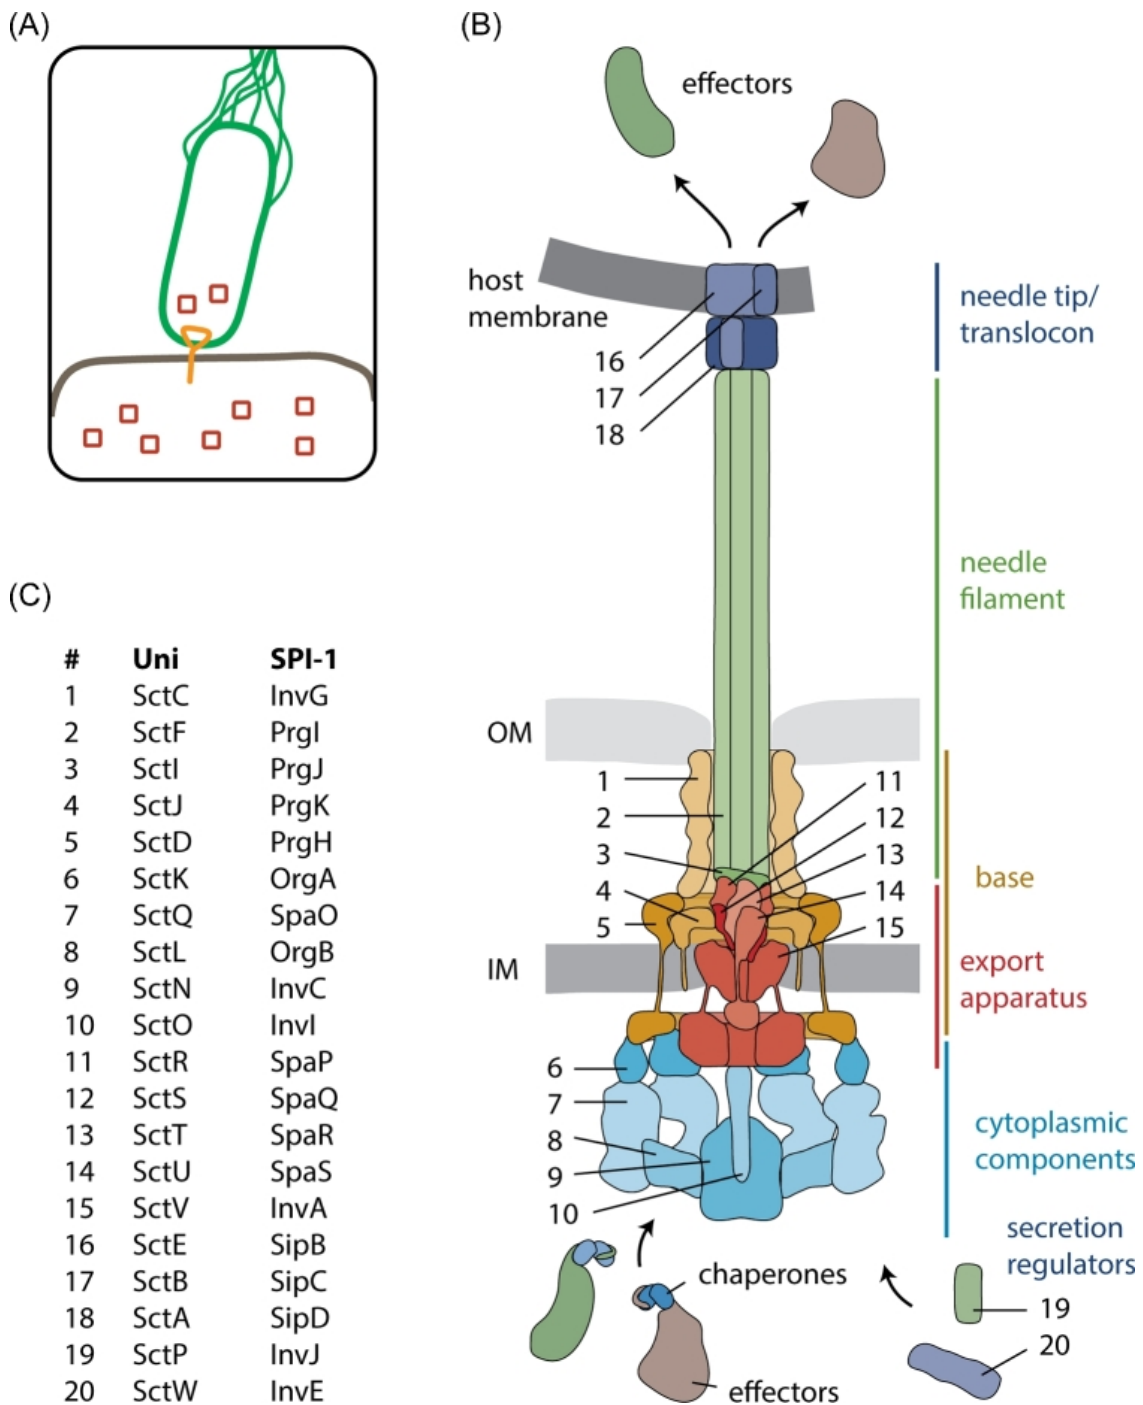 (A)
(B)
effectors
host
membrane
16
17
18
needle tip/
translocon
needle
filament
OM
1
2
3
4
5
11
12
13
14
15
base
IM
export
apparatus
6
7
8
9
10
cytoplasmic
components
secretion
regulators
chaperones
19
20
effectors
(C)
# Uni SPI-1
1 SctC InvG
2 SctF PrgI
3 SctI PrgJ
4 SctJ PrgK
5 SctD PrgH
6 SctK OrgA
7 SctQ SpaO
8 SctL OrgB
9 SctN InvC
10 SctO InvI
11 SctR SpaP
12 SctS SpaQ
13 SctT SpaR
14 SctU SpaS
15 SctV InvA
16 SctE SipB
17 SctB SipC
18 SctA SipD
19 SctP InvJ
20 SctW InvE